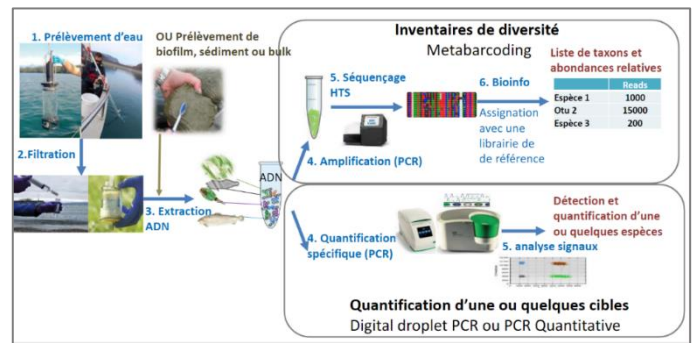 1. Prélèvement d'eau
OU Prélèvement de
biofilm, sédiment ou bulk
2.Filtration
3. Extraction
ADN
ADN
Inventaires de diversité
Metabarcoding
4. Amplification (PCR)
5. Séquençage
HTS
6. Bioinfo
Assignation
avec une
librairie de
de référence
Liste de taxons et
abondances relatives
Reads
Espèce 1 1000
Otu 2 15000
Espèce 3 200
4. Quantification
spécifique (PCR)
Détection et
quantification d'une
ou quelques espèces
5. analyse signaux
Quantification d'une ou quelques cibles
Digital droplet PCR ou PCR Quantitative